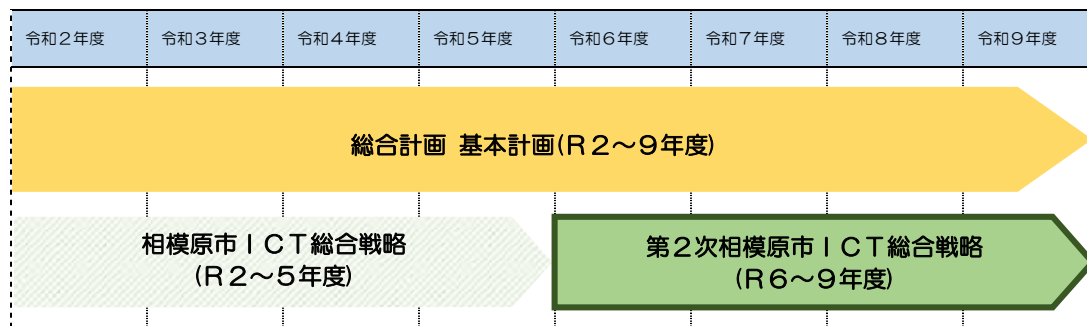 令和２年度 令和３年度 令和４年度 令和５年度 令和６年度 令和７年度 令和８年度 令和９年度
総合計画 基本計画(Ｒ２～９年度)
相模原市ＩＣＴ総合戦略
(Ｒ２～５年度)
第２次相模原市ＩＣＴ総合戦略
(Ｒ６～９年度)